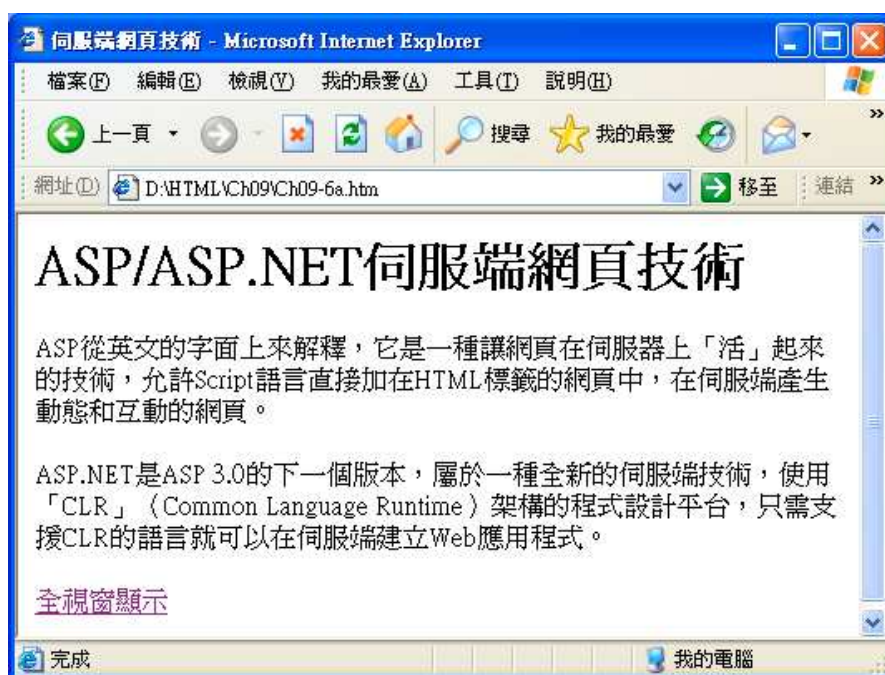 伺服端網頁技術 - Microsoft Internet Explorer
檔案(F) 編輯(E) 檢視(V) 我的最愛(A) 工具(T) 說明(H)
上一頁 搜尋 我的最愛 »
網址(D) D:\HTML\Ch09\Ch09-6a.htm 移至 連結 »
ASP/ASP.NET伺服端網頁技術
ASP從英文的字面上來解釋，它是一種讓網頁在伺服器上「活」起來
的技術，允許Script語言直接加在HTML標籤的網頁中，在伺服端產生
動態和互動的網頁。
ASP.NET是ASP 3.0的下一個版本，屬於一種全新的伺服端技術，使用
「CLR」（Common Language Runtime）架構的程式設計平台，只需支
援CLR的語言就可以在伺服端建立Web應用程式。
全視窗顯示
完成 我的電腦